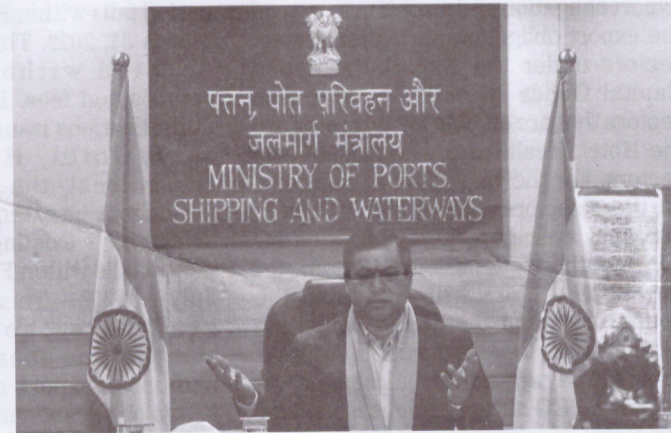 पत्तन, पोत परिवहन और
जलमार्ग मंत्रालय
MINISTRY OF PORTS.
SHIPPING AND WATERWAYS